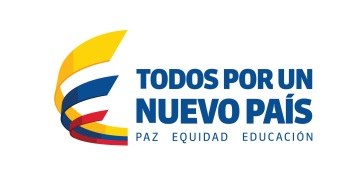 TODOS POR UN
NUEVO PAÍS
PAZ EQUIDAD EDUCACIÓN